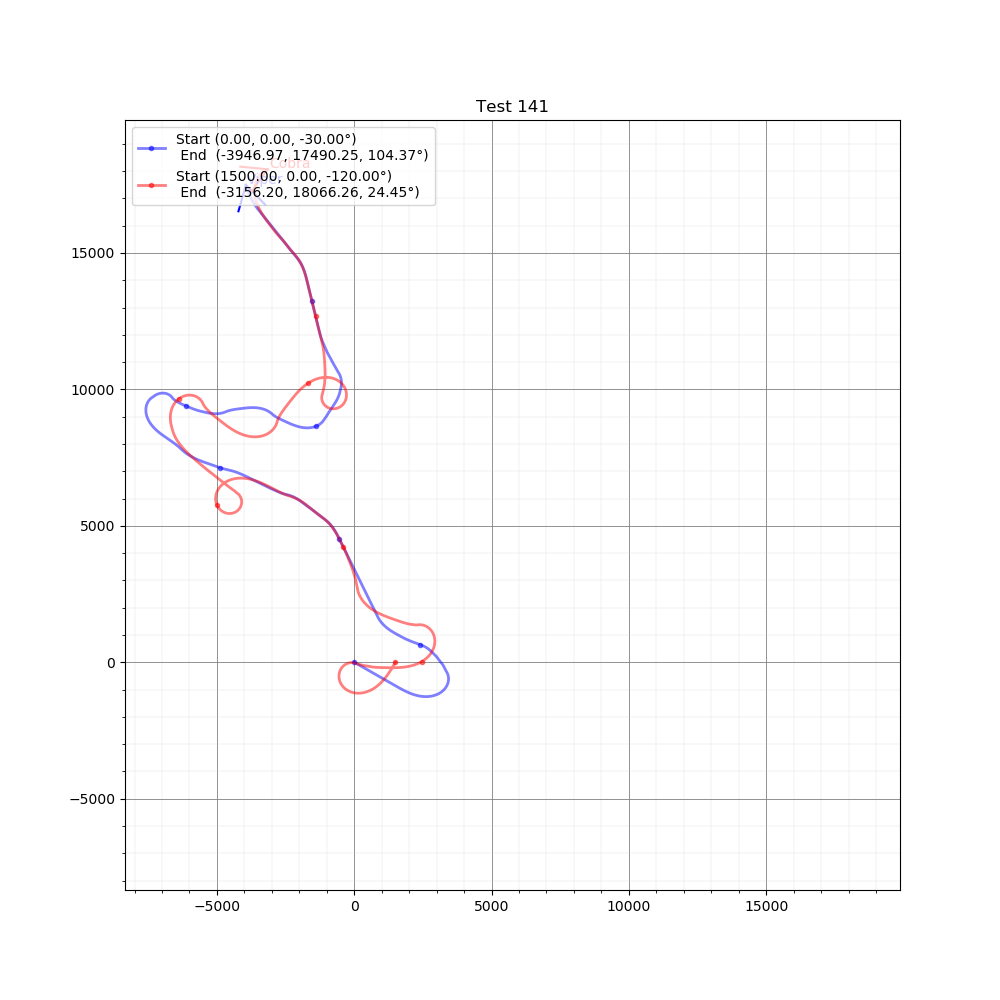 Test 141
Start (0.00, 0.00, -30.00°)
End (-3946.97, 17490.25, 104.37°)
Start (1500.00, 0.00, -120.00°)
End (-3156.20, 18066.26, 24.45°)
Cobra
15000
10000
5000
0
−5000
−5000
0
5000
10000
15000